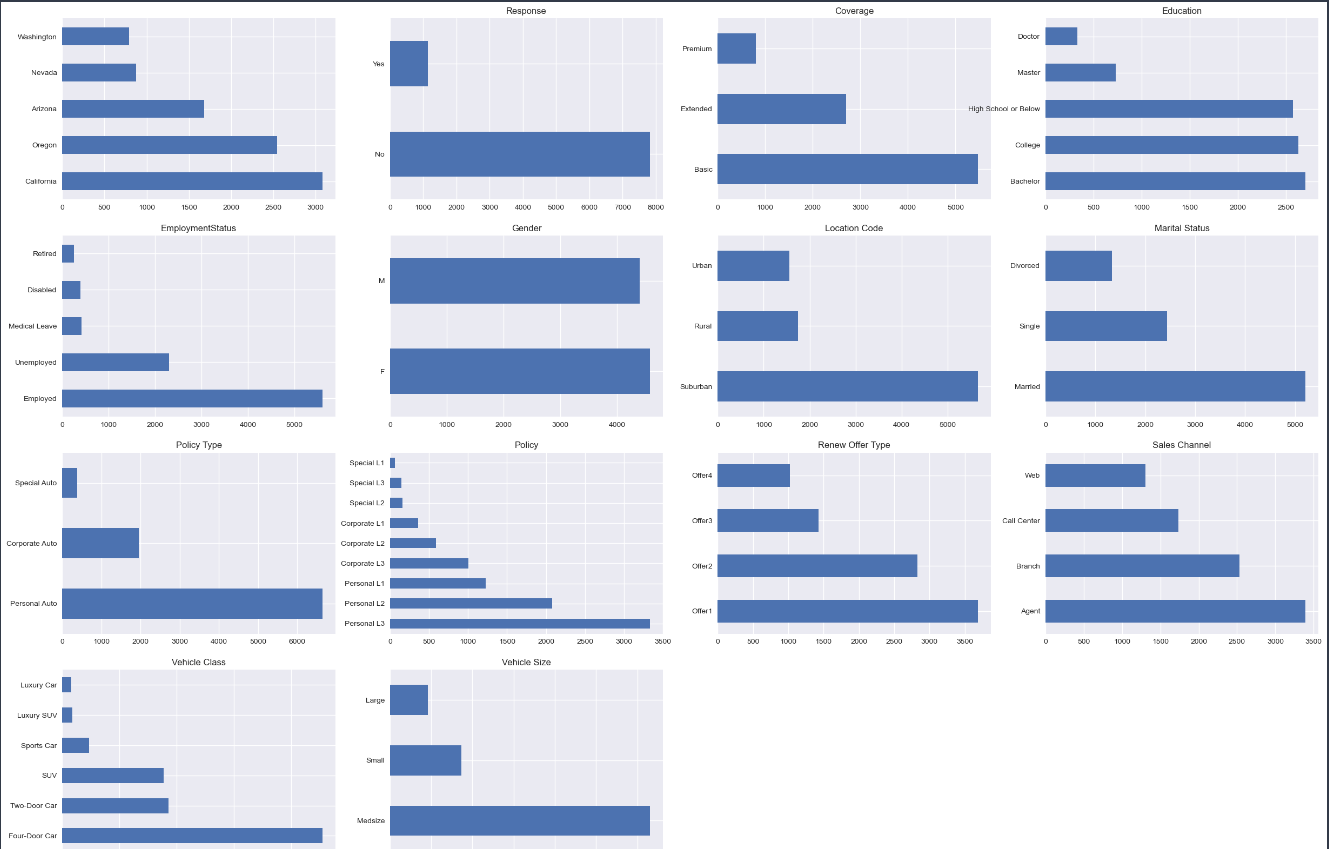 Washington
Nevada
Arizona
Oregon
California
0 500 1000 1500 2000 2500 3000
Response
Yes
No
0 1000 2000 3000 4000 5000 6000 7000 8000
Coverage
Premium
Extended
Basic
0 1000 2000 3000 4000 5000
Education
Doctor
Master
High School or Below
College
Bachelor
0 500 1000 1500 2000 2500
EmploymentStatus
Retired
Disabled
Medical Leave
Unemployed
Employed
0 1000 2000 3000 4000 5000
Gender
M
F
0 1000 2000 3000 4000
Location Code
Urban
Rural
Suburban
0 1000 2000 3000 4000 5000
Marital Status
Divorced
Single
Married
0 1000 2000 3000 4000 5000
Policy Type
Special Auto
Corporate Auto
Personal Auto
0 1000 2000 3000 4000 5000 6000
Policy
Special L1
Special L3
Special L2
Corporate L1
Corporate L2
Corporate L3
Personal L1
Personal L2
Personal L3
0 500 1000 1500 2000 2500 3000 3500
Renew Offer Type
Offer4
Offer3
Offer2
Offer1
0 500 1000 1500 2000 2500 3000 3500
Sales Channel
Web
Call Center
Branch
Agent
0 500 1000 1500 2000 2500 3000 3500
Vehicle Class
Luxury Car
Luxury SUV
Sports Car
SUV
Two-Door Car
Four-Door Car
Vehicle Size
Large
Small
Medsize